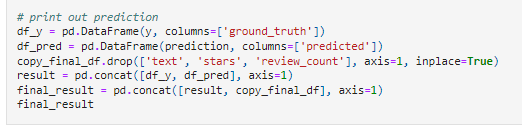 # print out prediction
df_y = pd.DataFrame(y, columns=['ground_truth'])
df_pred = pd.DataFrame(prediction, columns=['predicted'])
copy_final_df.drop(['text', 'stars', 'review_count'], axis=1, inplace=True)
result = pd.concat([df_y, df_pred], axis=1)
final_result = pd.concat([result, copy_final_df], axis=1)
final_result